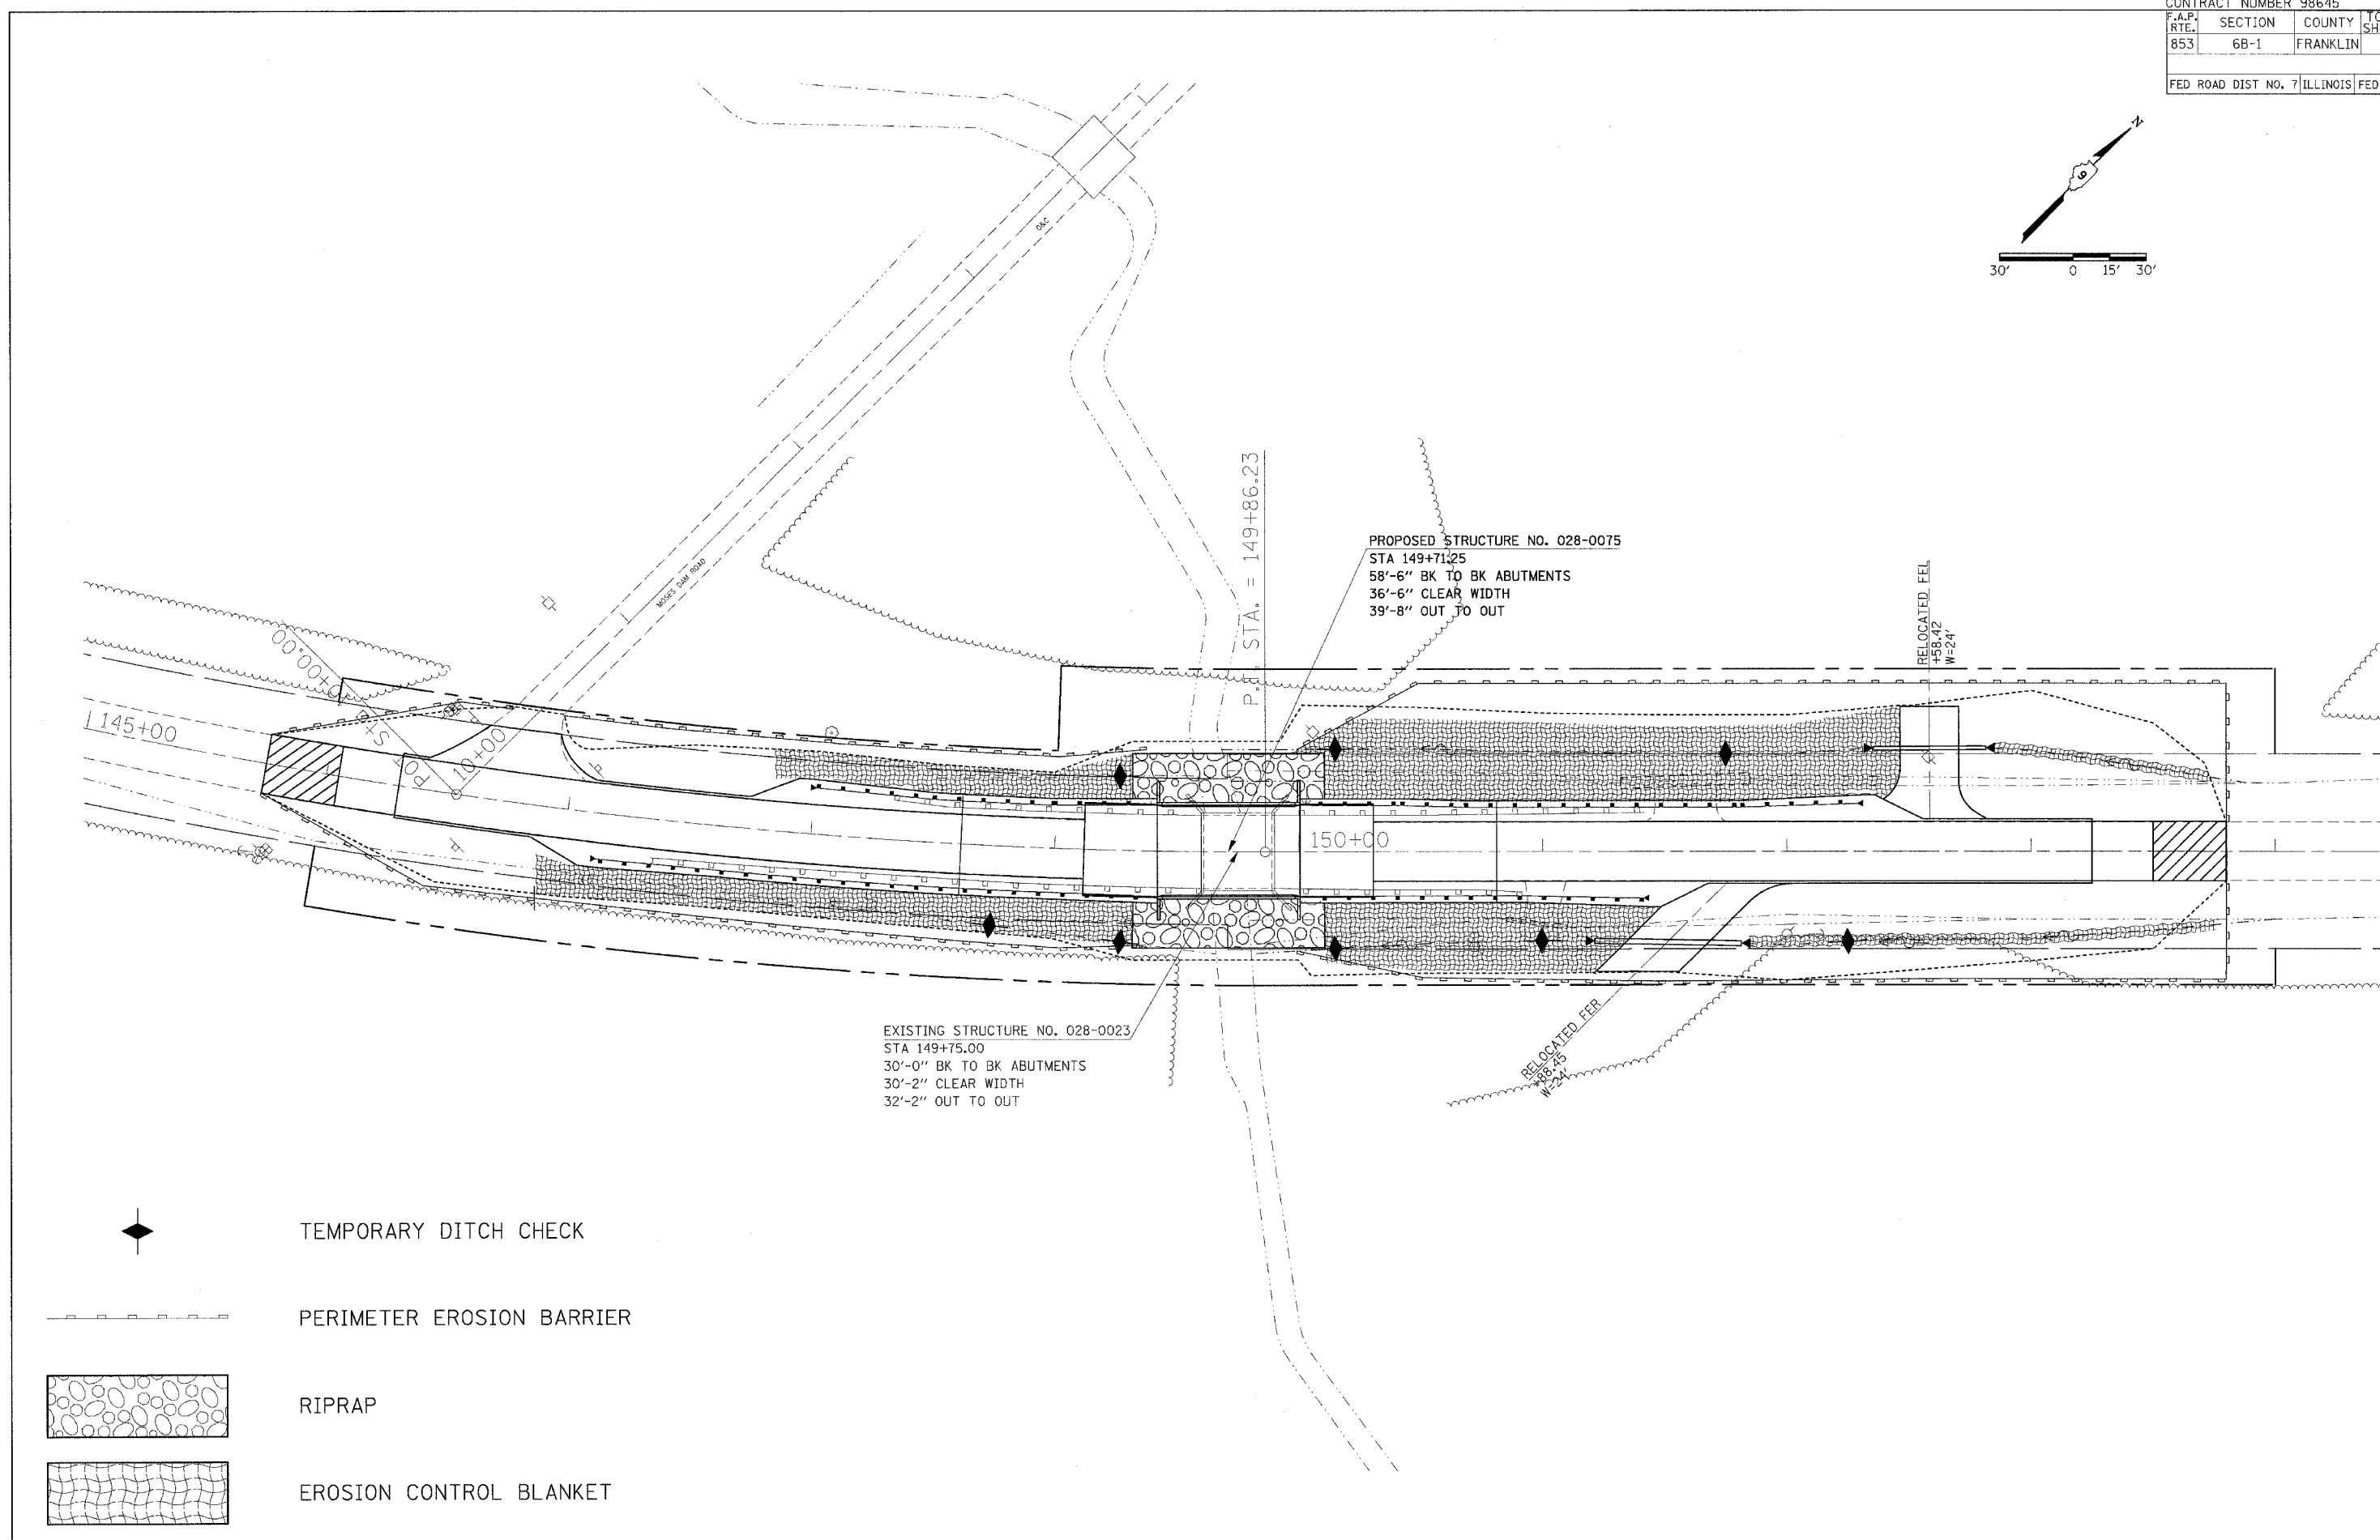 CONTRACT NUMBER 98645
F.A.P. RTE. SECTION COUNTY
853 6B-1 FRANKLIN
FED ROAD DIST NO. 7 ILLINOIS FED
N
9
30' 0 15' 30'
O&C
MOSES DAM ROAD
P.T. STA. = 149+86.23
PROPOSED STRUCTURE NO. 028-0075
STA 149+71.25
58'-6" BK TO BK ABUTMENTS
36'-6" CLEAR WIDTH
39'-8" OUT TO OUT
RELOCATED FEL
+58.42
W=24'
145+00
10+00
150+00
EXISTING STRUCTURE NO. 028-0023
STA 149+75.00
30'-0" BK TO BK ABUTMENTS
30'-2" CLEAR WIDTH
32'-2" OUT TO OUT
RELOCATED FER
+88.45
W=24'
TEMPORARY DITCH CHECK
PERIMETER EROSION BARRIER
RIPRAP
EROSION CONTROL BLANKET